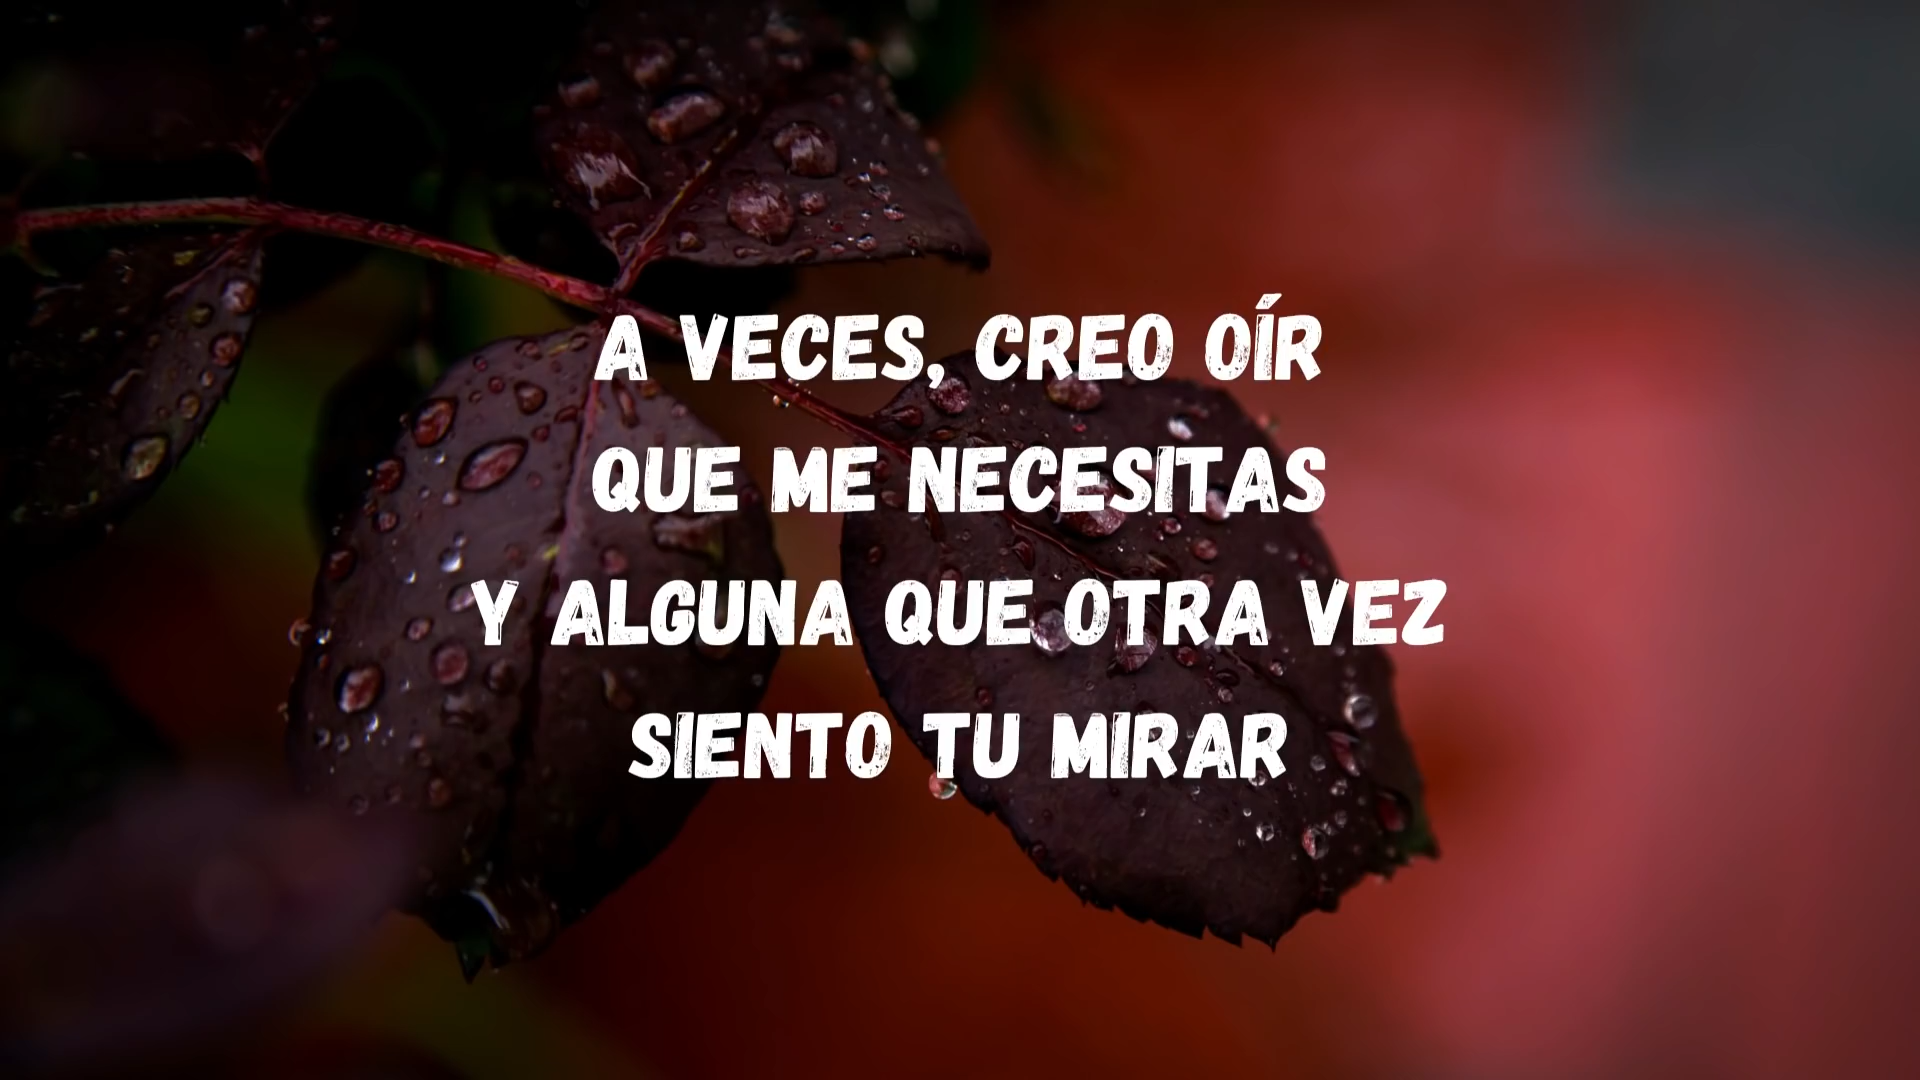 A VECES, CREO OÍR
QUE ME NECESITAS
Y ALGUNA QUE OTRA VEZ
SIENTO TU MIRAR